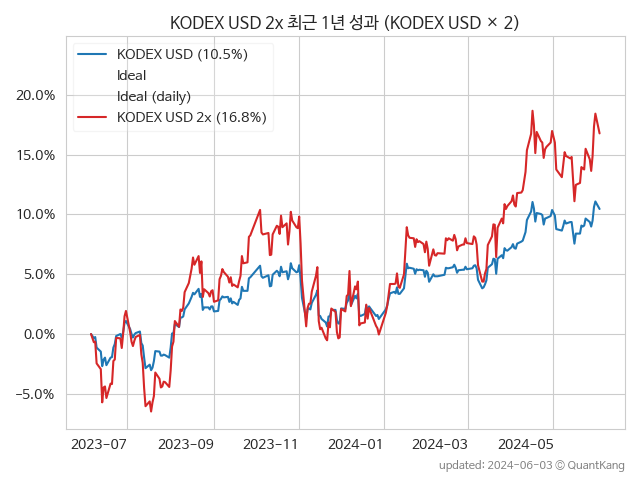 KODEX USD 2x 최근 1년 성과 (KODEX USD × 2)
KODEX USD (10.5%)
Ideal
Ideal (daily)
KODEX USD 2x (16.8%)
20.0%
15.0%
10.0%
5.0%
0.0%
−5.0%
2023-07 2023-09 2023-11 2024-01 2024-03 2024-05
updated: 2024-06-03 ⓒ QuantKang